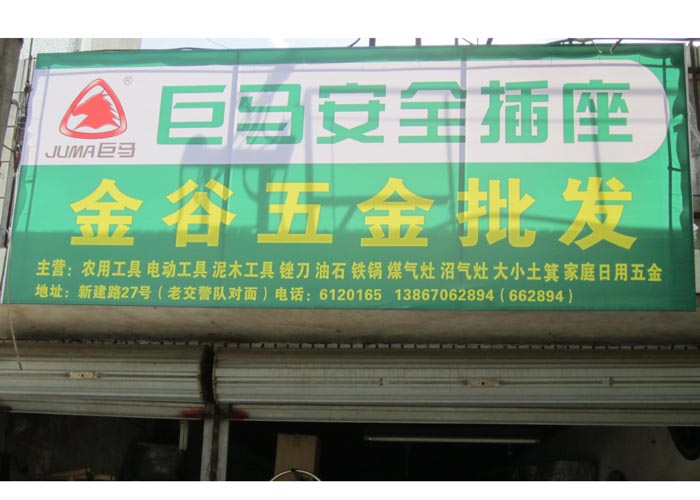 ® 巨马安全插座
JUMA巨马
金谷五金批发
主营：农用工具 电动工具 泥木工具 锉刀 油石 铁锅 煤气灶 沼气灶 大小土箕 家庭日用五金
地址：新建路27号（老交警队对面）电话：6120165 13867062894（662894）